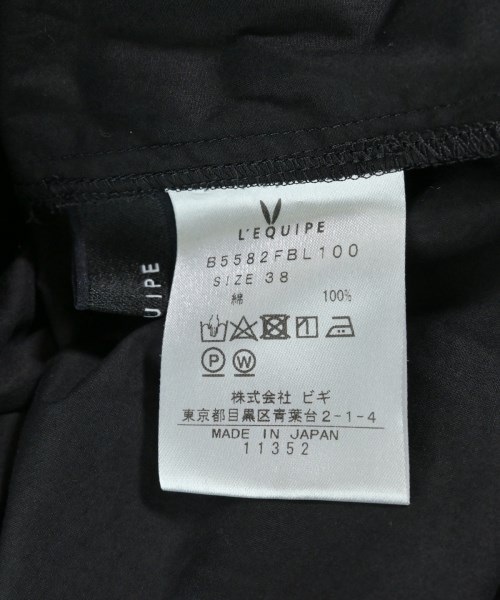 L'EQUIPE
B5582FBL100
SIZE 38
綿 100%
P W
株式会社 ビギ
東京都目黒区青葉台2-1-4
MADE IN JAPAN
11352
UIPE